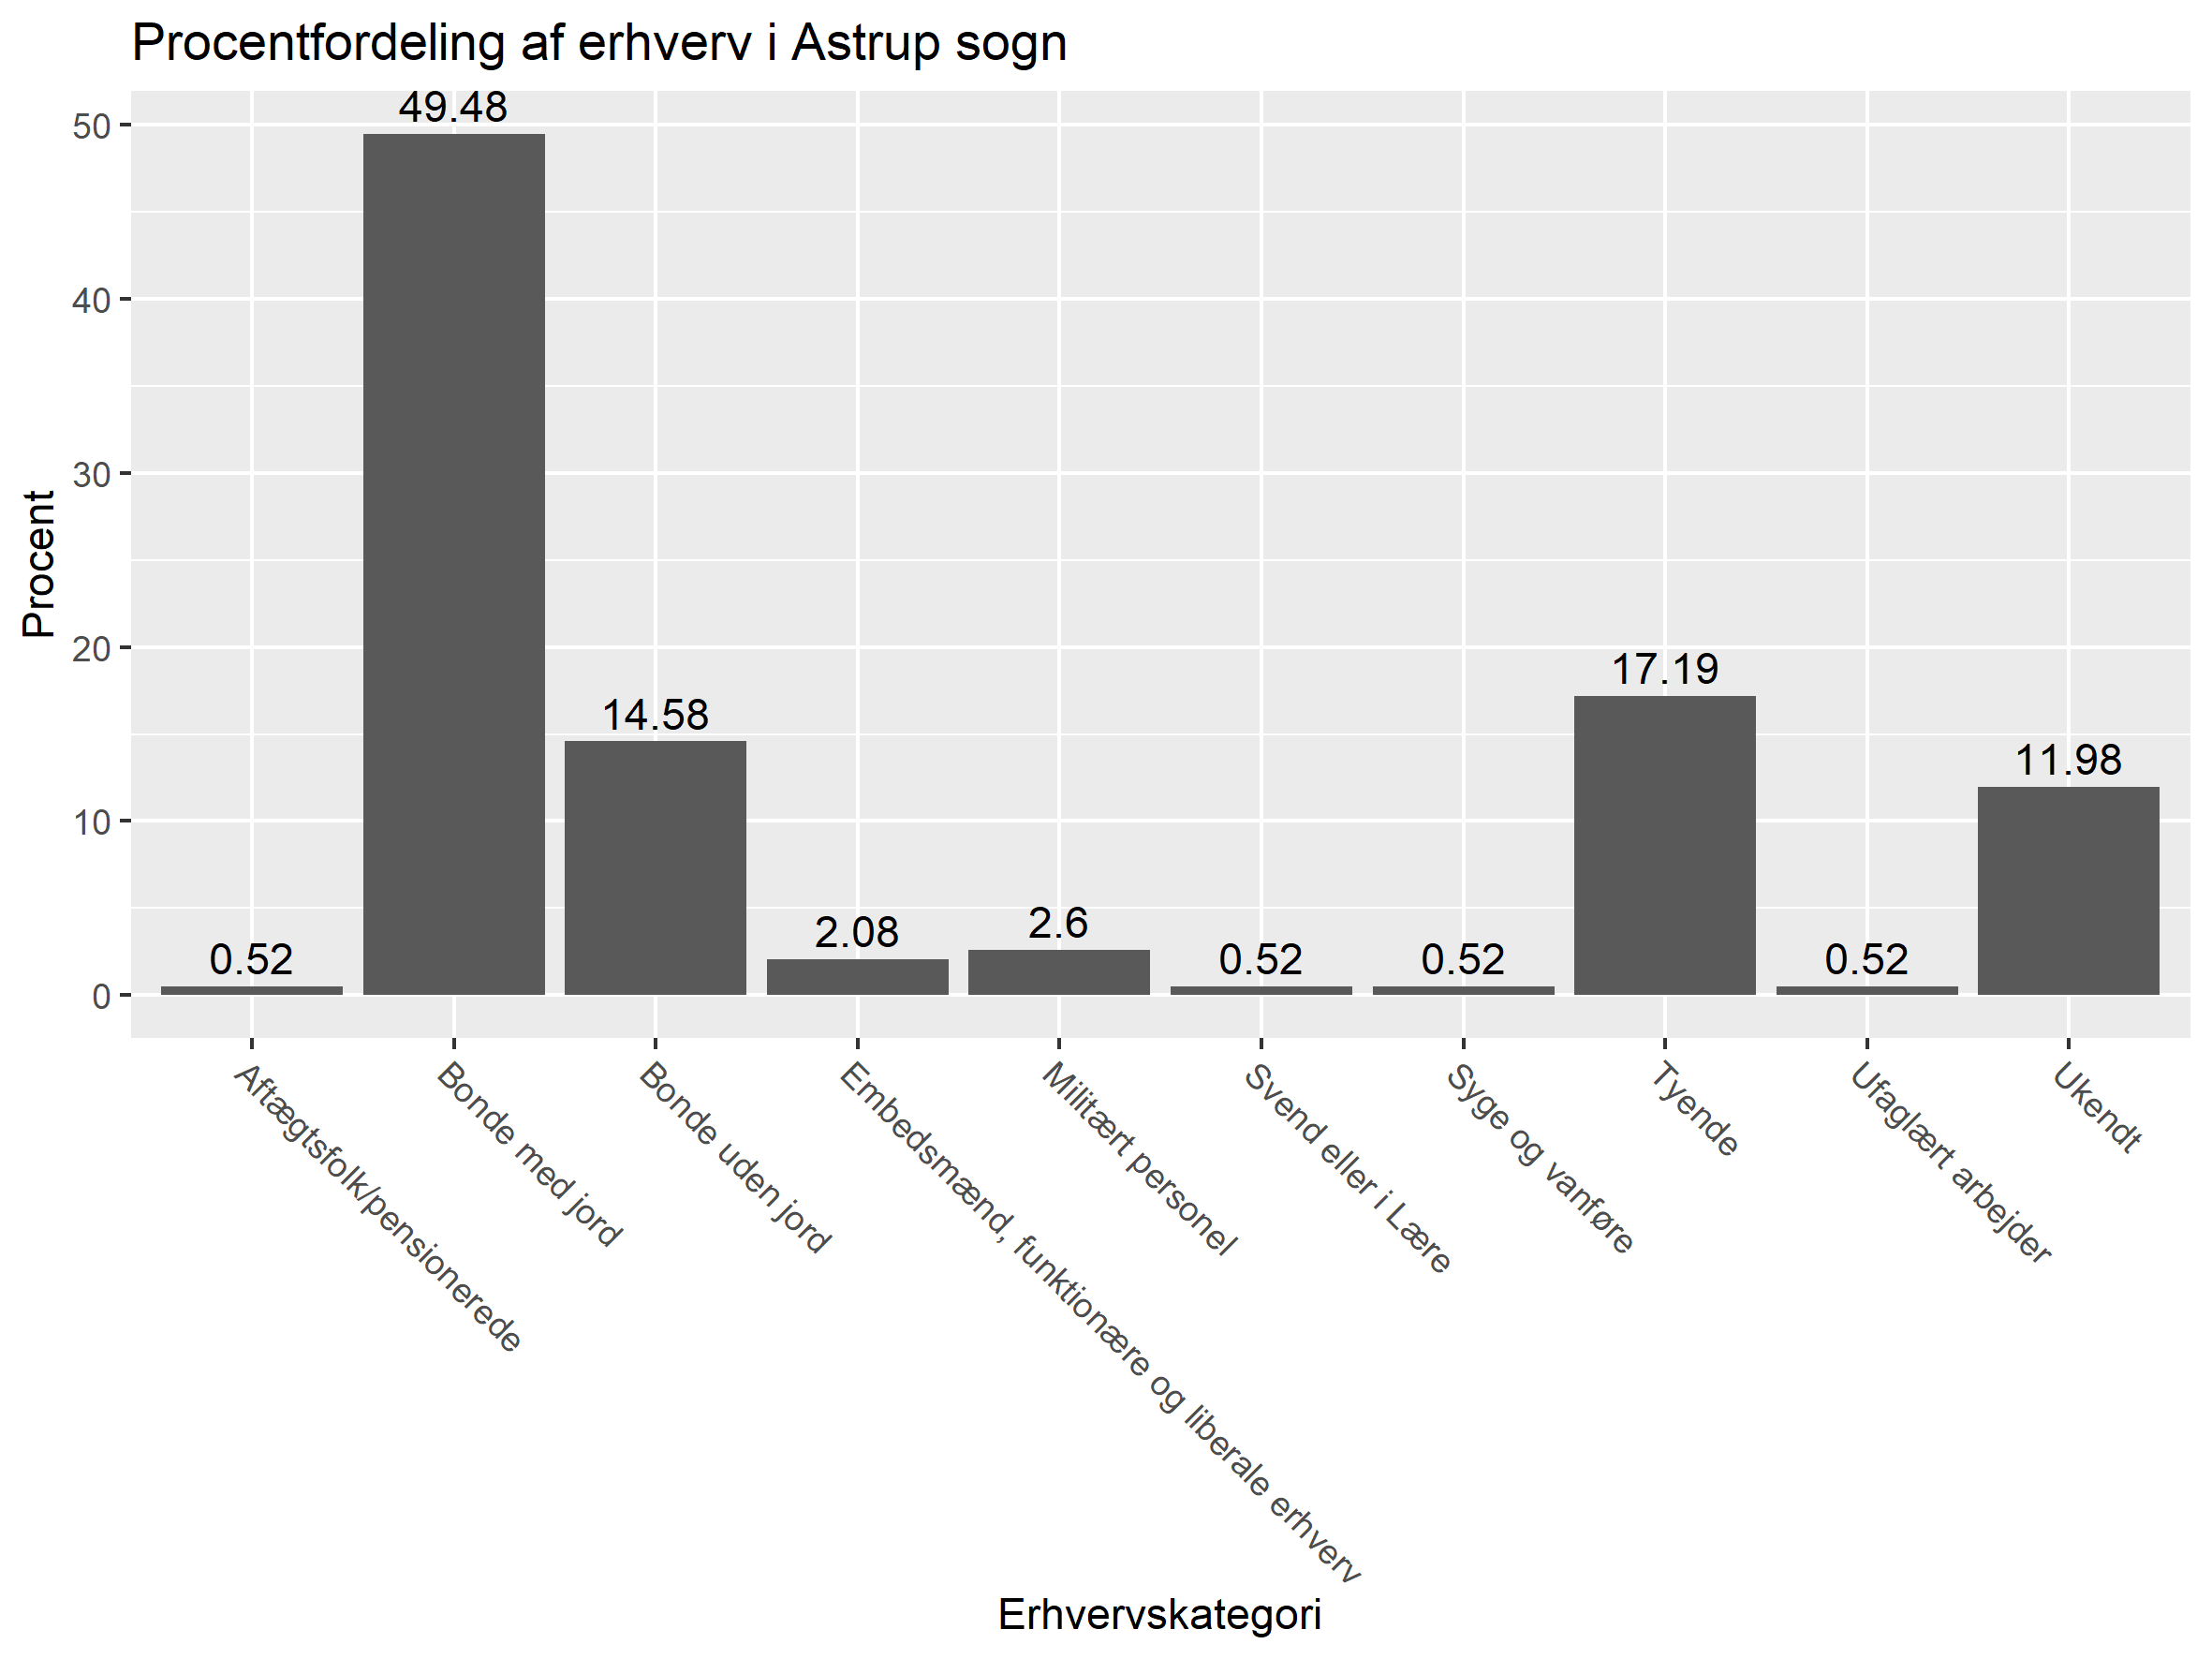 Procentfordeling af erhverv i Astrup sogn
Procent
50
40
30
20
10
0
0.52
49.48
14.58
2.08
2.6
0.52
0.52
17.19
0.52
11.98
Aftægtsfolk/pensionerede
Bonde med jord
Bonde uden jord
Embedsmænd, funktionære og liberale erhverv
Militært personel
Svend eller i Lære
Syge og vanføre
Tyende
Ufaglært arbejder
Ukendt
Erhvervskategori